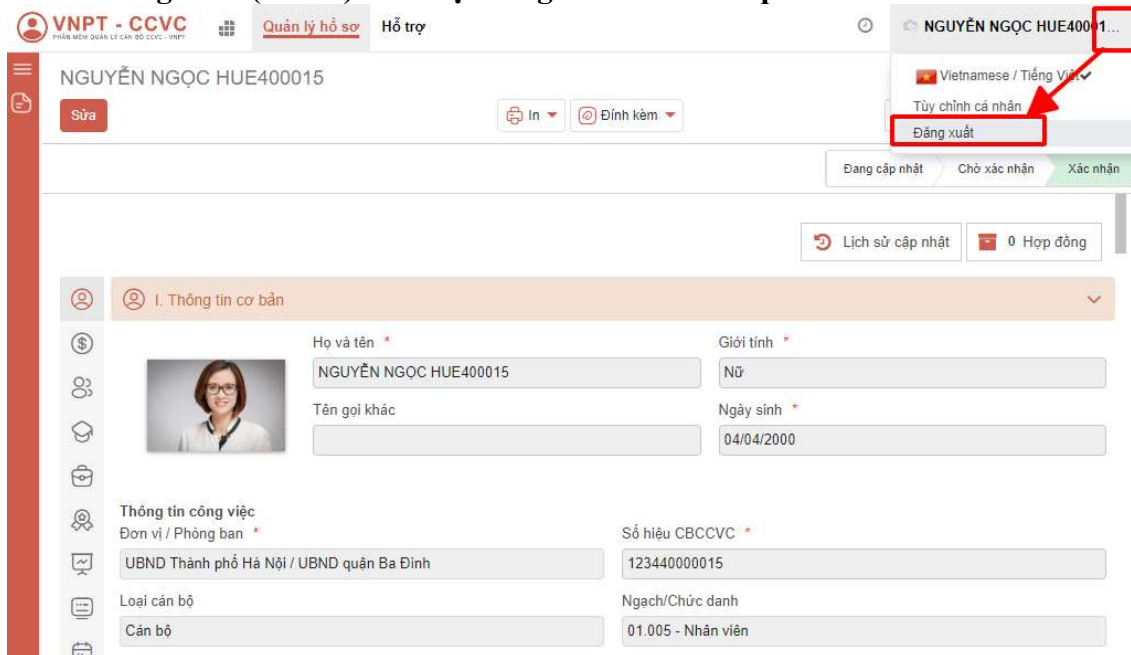 VNPT - CCVC
PHẦN MỀM QUẢN LÝ CÁN BỘ CCVC - VNPT
Quản lý hồ sơ
Hỗ trợ
NGUYỄN NGỌC HUE40001...
NGUYỄN NGỌC HUE400015
Vietnamese / Tiếng Việt
Sửa
In
Đính kèm
Tùy chỉnh cá nhân
Đăng xuất
Đang cập nhật
Chờ xác nhận
Xác nhận
Lịch sử cập nhật
0 Hợp đồng
I. Thông tin cơ bản
Họ và tên *
Giới tính *
NGUYỄN NGỌC HUE400015
Nữ
Tên gọi khác
Ngày sinh *
04/04/2000
Thông tin công việc
Đơn vị / Phòng ban *
Số hiệu CBCCVC *
UBND Thành phố Hà Nội / UBND quận Ba Đình
123440000015
Loại cán bộ
Ngạch/Chức danh
Cán bộ
01.005 - Nhân viên